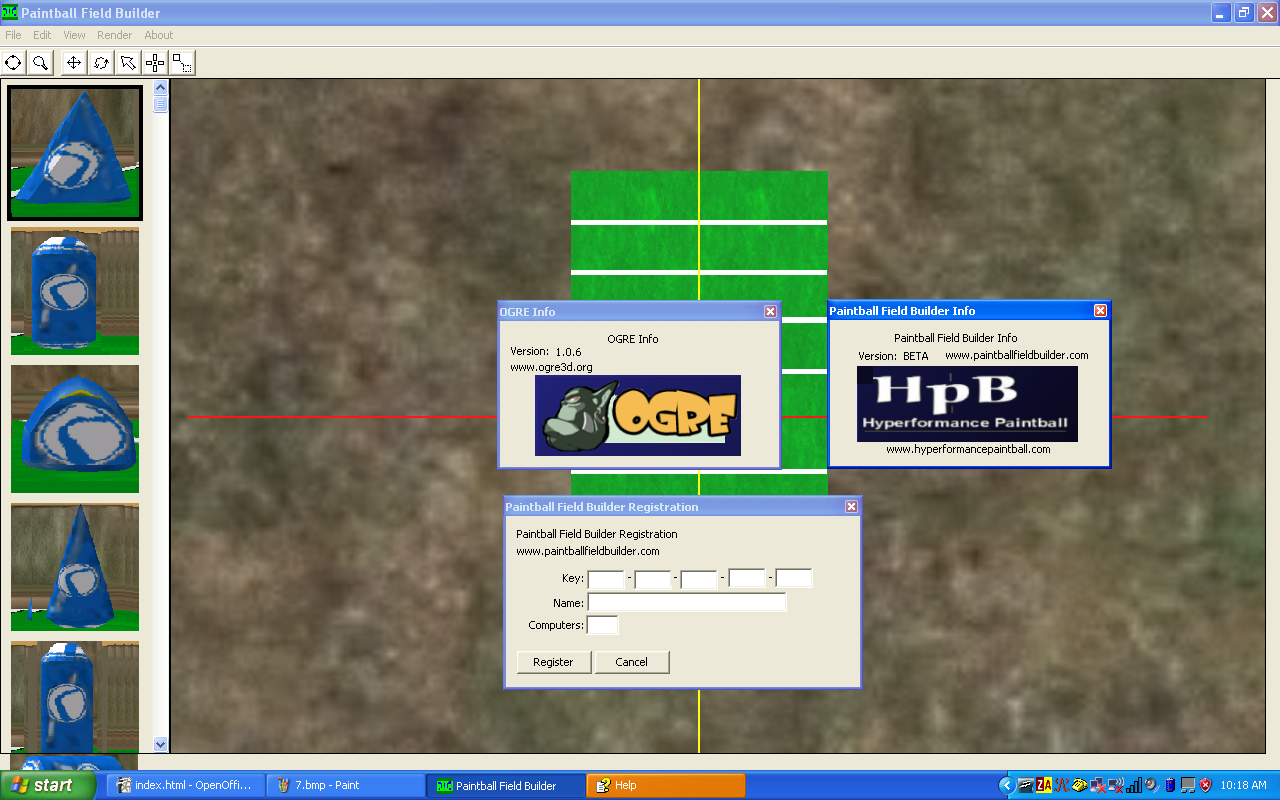 Paintball Field Builder
File Edit View Render About
OGRE Info
OGRE Info
Version: 1.0.6
www.ogre3d.org
OGRE
Paintball Field Builder Info
Paintball Field Builder Info
Version: BETA www.paintballfieldbuilder.com
HpB
Hyperformance Paintball
www.hyperformancepaintball.com
Paintball Field Builder Registration
Paintball Field Builder Registration
www.paintballfieldbuilder.com
Key: - - - -
Name:
Computers:
Register Cancel
start index.html - OpenOffi... 7.bmp - Paint Paintball Field Builder Help ZA 10:18 AM